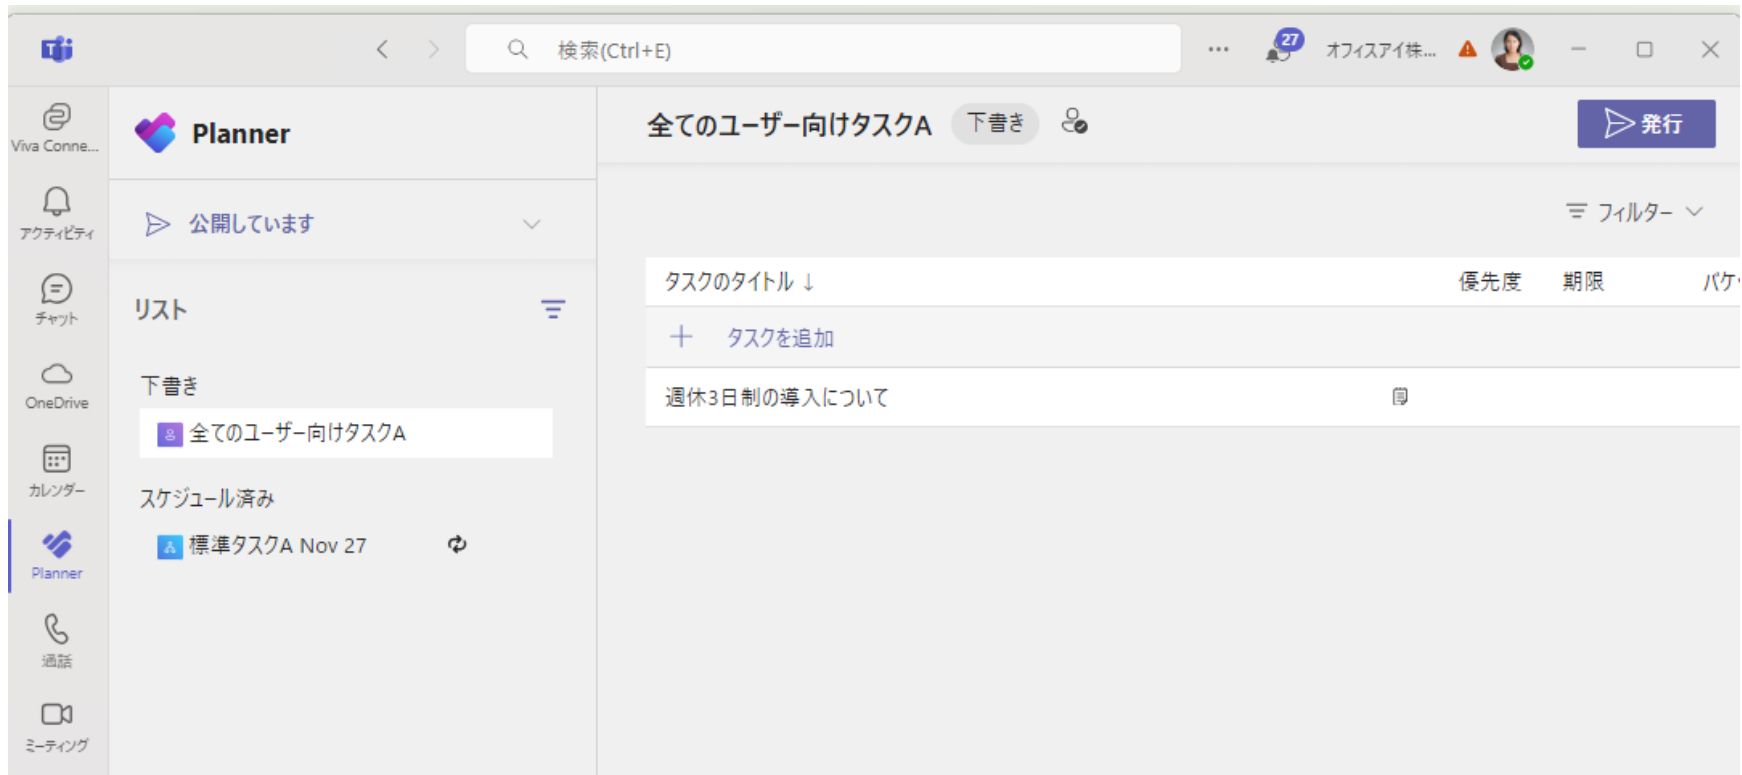 検索(Ctrl+E)
27
オフィスアイ株...
Viva Conne...
アクティビティ
チャット
OneDrive
カレンダー
Planner
通話
ミーティング
Planner
公開しています
リスト
下書き
全てのユーザー向けタスクA
スケジュール済み
標準タスクA Nov 27
全てのユーザー向けタスクA 下書き
発行
フィルター
タスクのタイトル ↓ 優先度 期限 バケ
タスクを追加
週休3日制の導入について